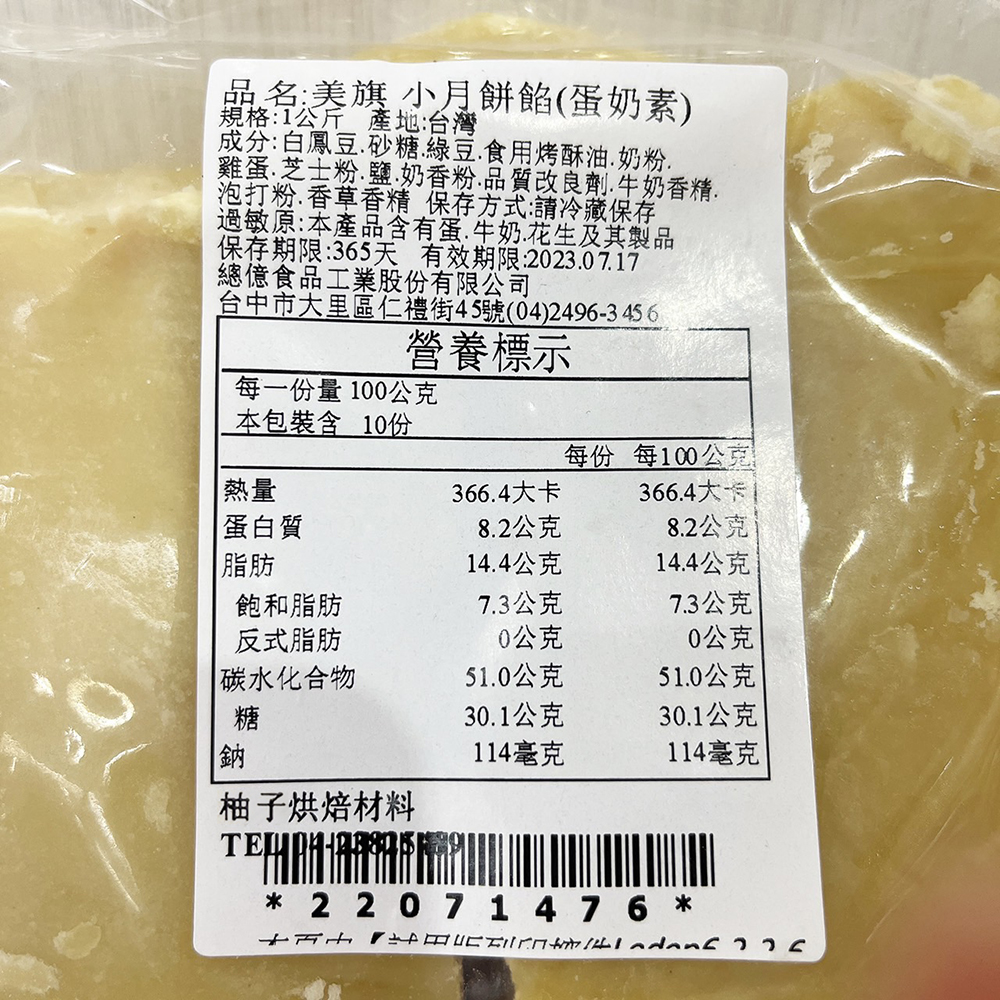 品 名:美旗 小月餅餡(蛋奶素)
規格:1公斤 產地:台灣
成分:白鳳豆.砂糖.綠豆.食用烤酥油.奶粉.
雞蛋.芝士粉.鹽.奶香粉.品質改良劑.牛奶香精.
泡打粉.香草香精 保存方式:請冷藏保存
過敏原:本產品含有蛋.牛奶.花生及其製品
保存期限:365天 有效期限:2023.07.17
總億食品工業股份有限公司
台中市大里區仁禮街45號(04)2496-3456
營養標示
每一份量 100公克
本包裝含 10份
每份 每100公克
熱量 366.4大卡 366.4大卡
蛋白質 8.2公克 8.2公克
脂肪 14.4公克 14.4公克
飽和脂肪 7.3公克 7.3公克
反式脂肪 0公克 0公克
碳水化合物 51.0公克 51.0公克
糖 30.1公克 30.1公克
鈉 114毫克 114毫克
柚子烘焙材料
TEL
*22071476*